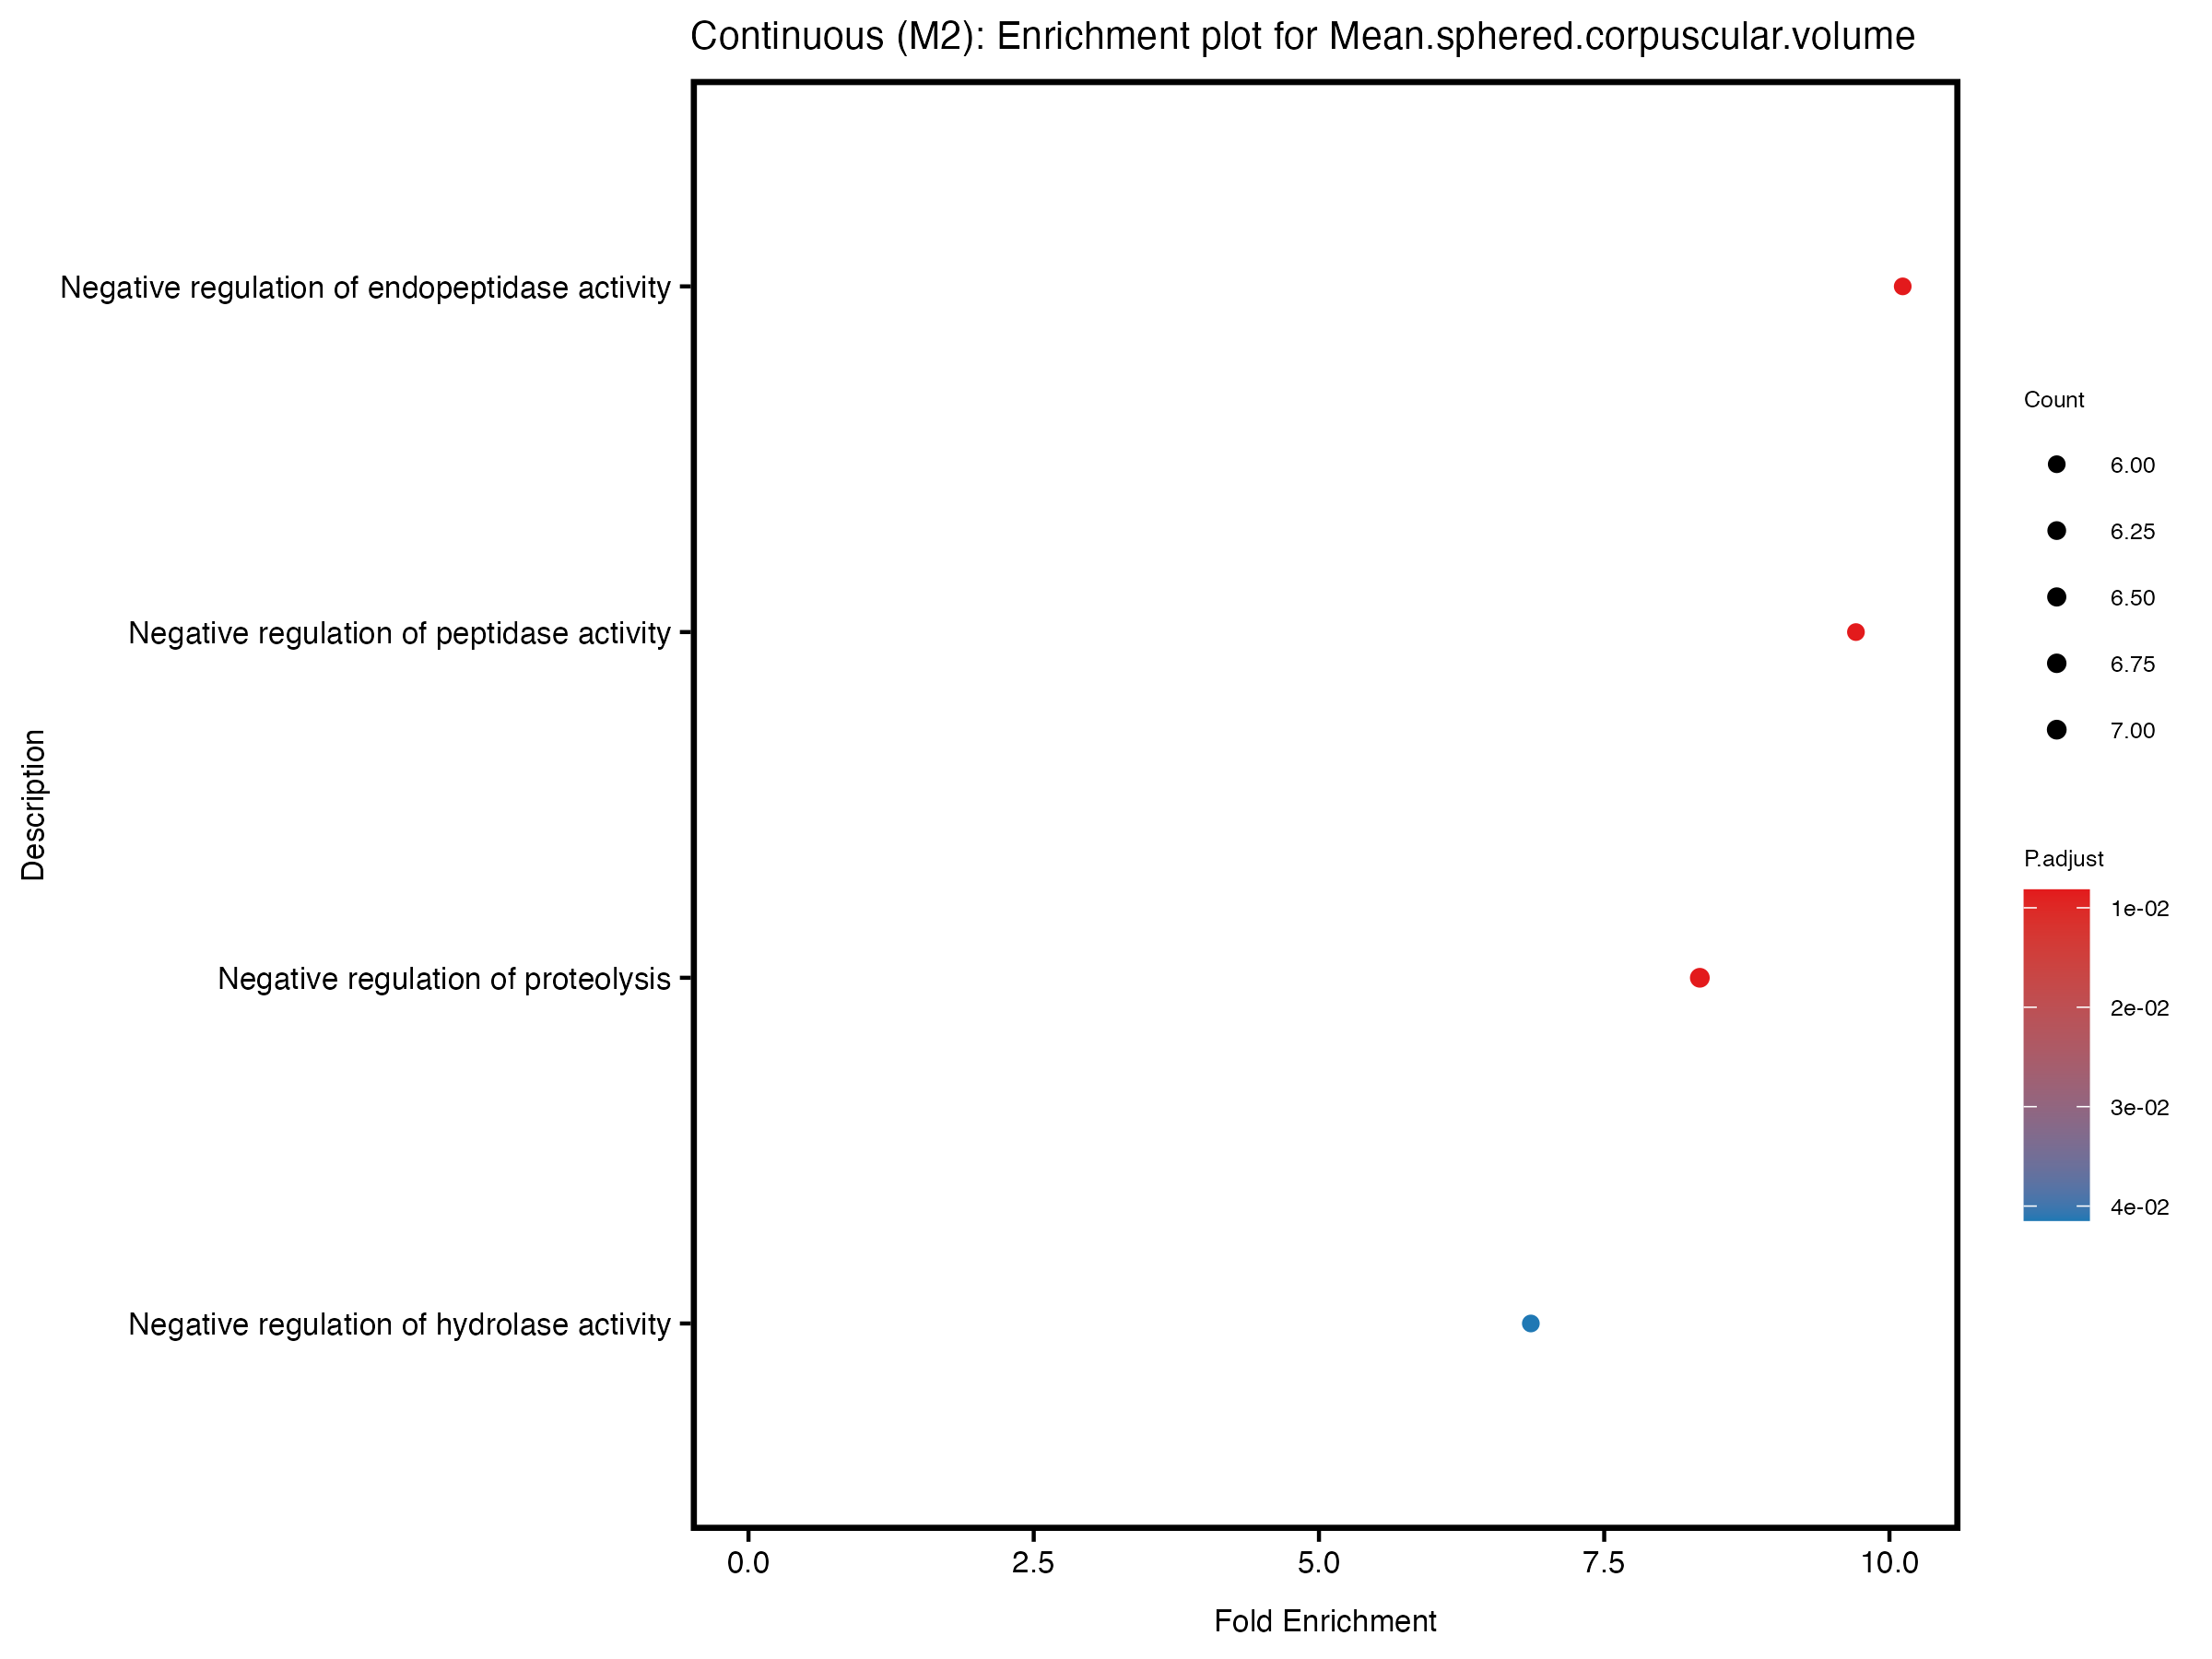 Continuous (M2): Enrichment plot for Mean.sphered.corpuscular.volume
Description
Negative regulation of endopeptidase activity
Negative regulation of peptidase activity
Negative regulation of proteolysis
Negative regulation of hydrolase activity
0.0 2.5 5.0 7.5 10.0
Fold Enrichment
Count
6.00
6.25
6.50
6.75
7.00
P.adjust
1e-02
2e-02
3e-02
4e-02